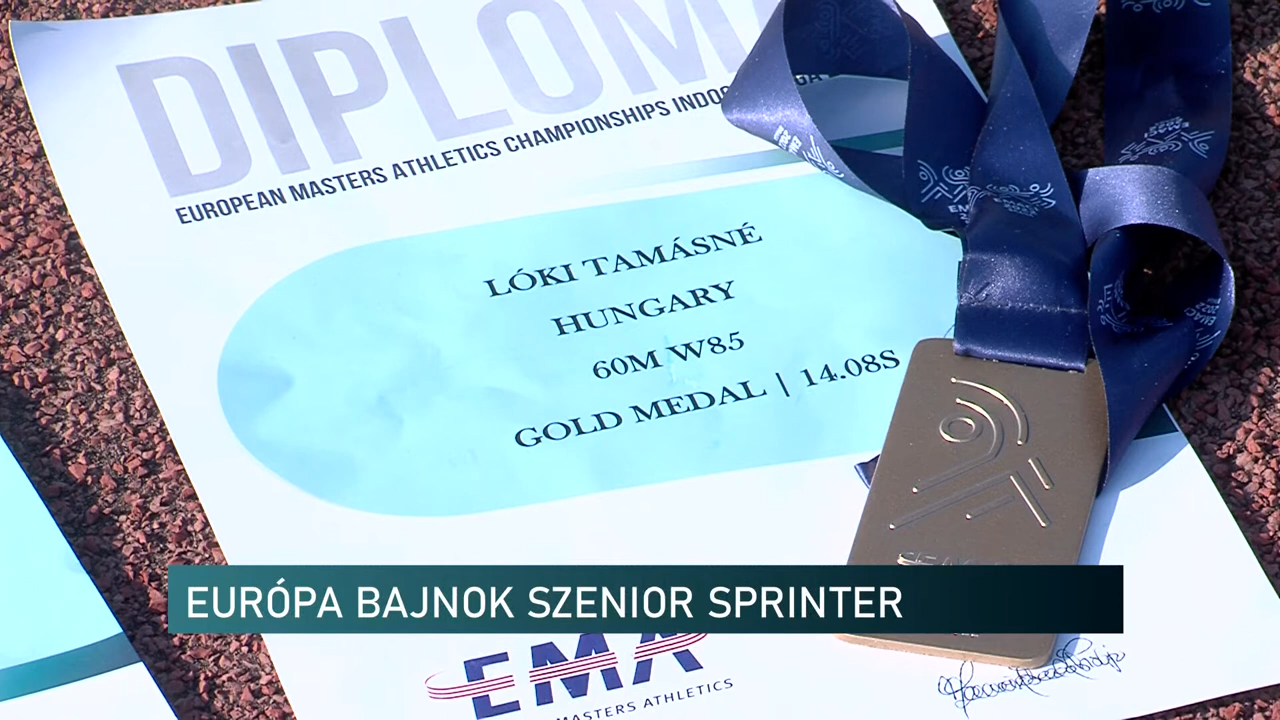 DIPLOM
EUROPEAN MASTERS ATHLETICS CHAMPIONSHIPS
LÓKI TAMÁSNÉ
HUNGARY
60M W85
GOLD MEDAL | 14.08S
EURÓPA BAJNOK SZENIOR SPRINTER
EMA
MASTERS ATHLETICS